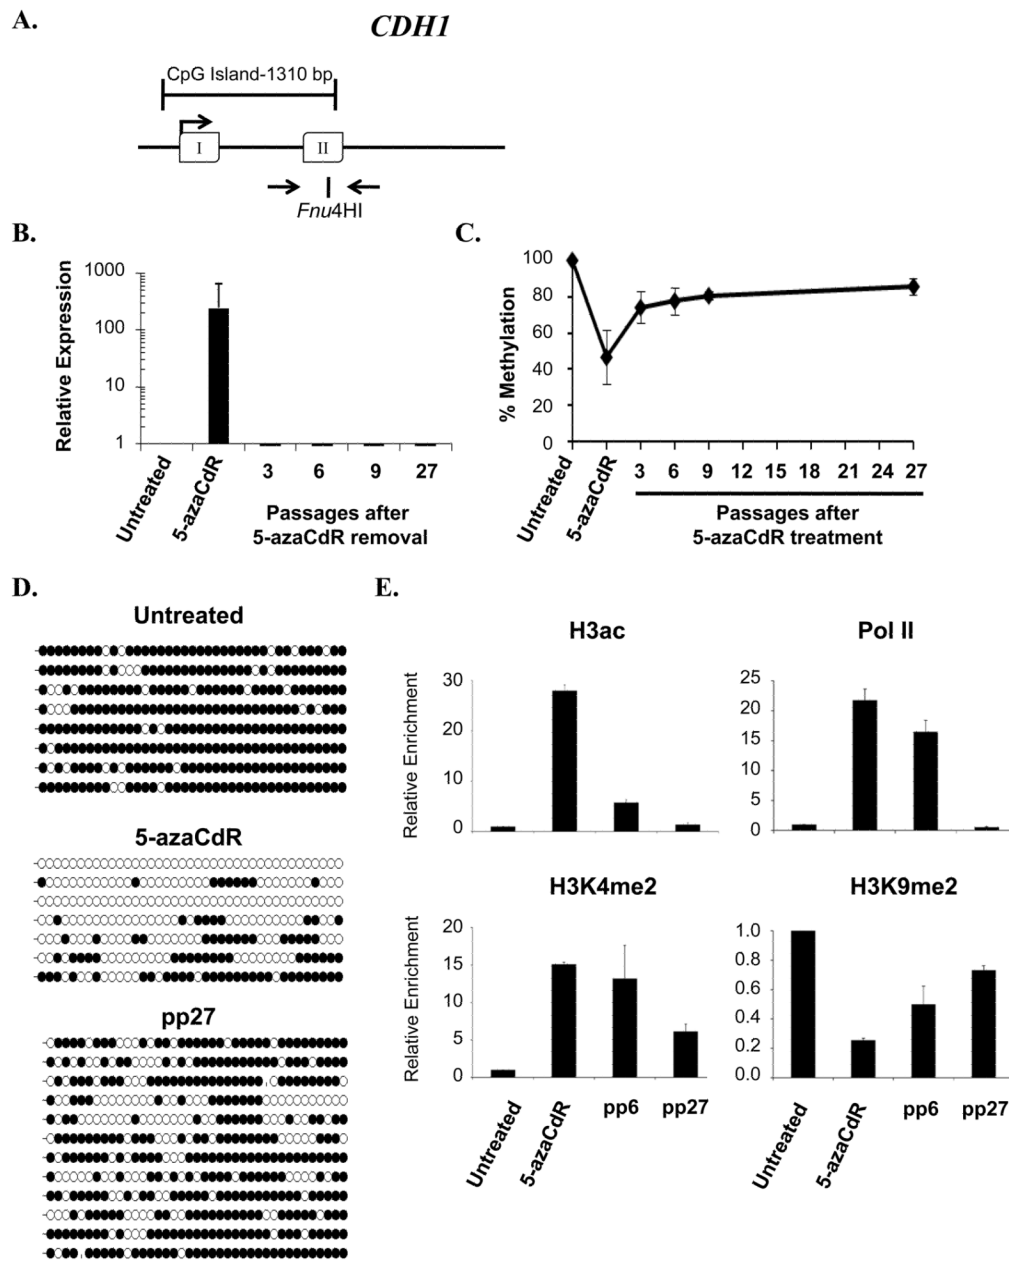 A.
CDH1
CpG Island-1310 bp
I
II
Fnu4HI
B.
Relative Expression
1000
100
10
1
Untreated
5-azaCdR
3
6
9
27
Passages after
5-azaCdR removal
C.
% Methylation
100
80
60
40
20
0
Untreated
5-azaCdR
3
6
9
12
15
18
21
24
27
Passages after
5-azaCdR treatment
D.
Untreated
5-azaCdR
pp27
E.
H3ac
Relative Enrichment
30
20
10
0
Pol II
25
20
15
10
5
0
H3K4me2
Relative Enrichment
20
15
10
5
0
Untreated
5-azaCdR
pp6
pp27
H3K9me2
1.0
0.8
0.6
0.4
0.2
0.0
Untreated
5-azaCdR
pp6
pp27